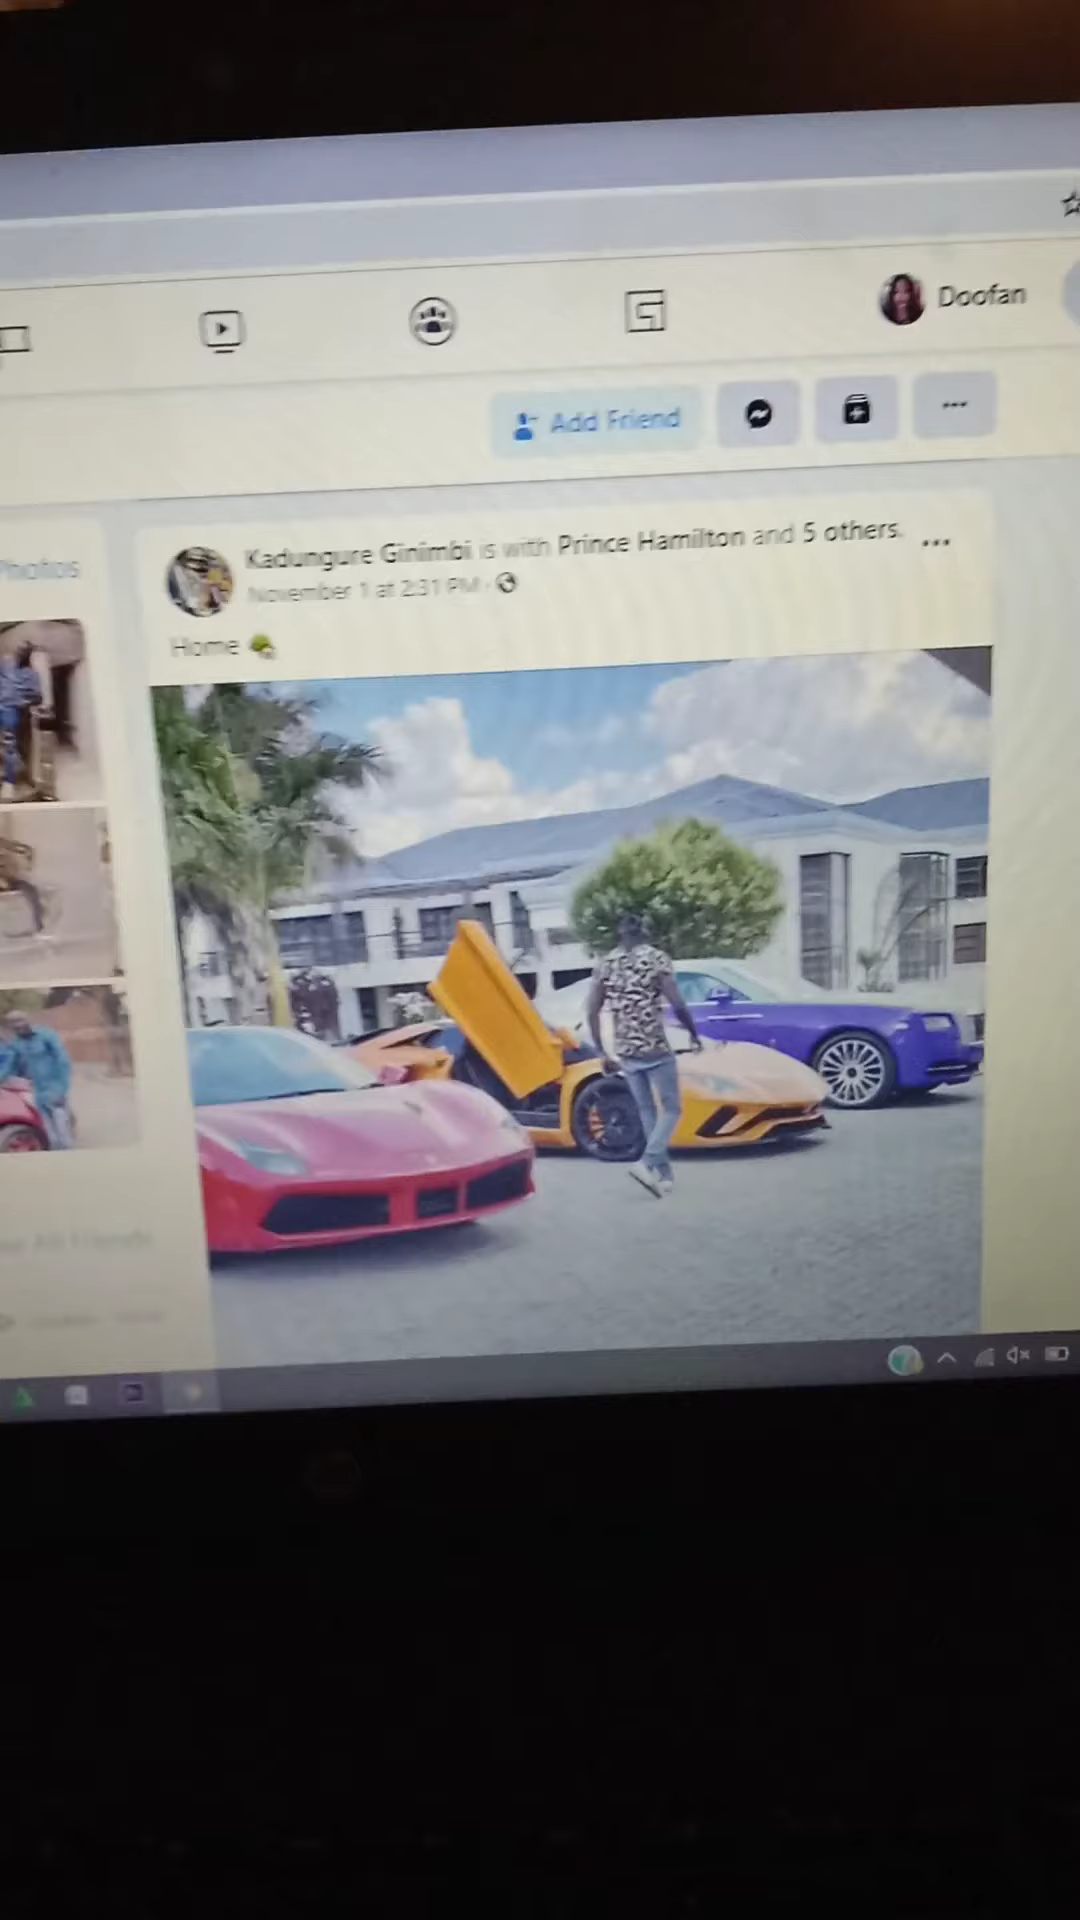 Doofan
Add Friend
Photos
Kadungure Ginimbi is with Prince Hamilton and 5 others.
November 1 at 2:31 PM
Home